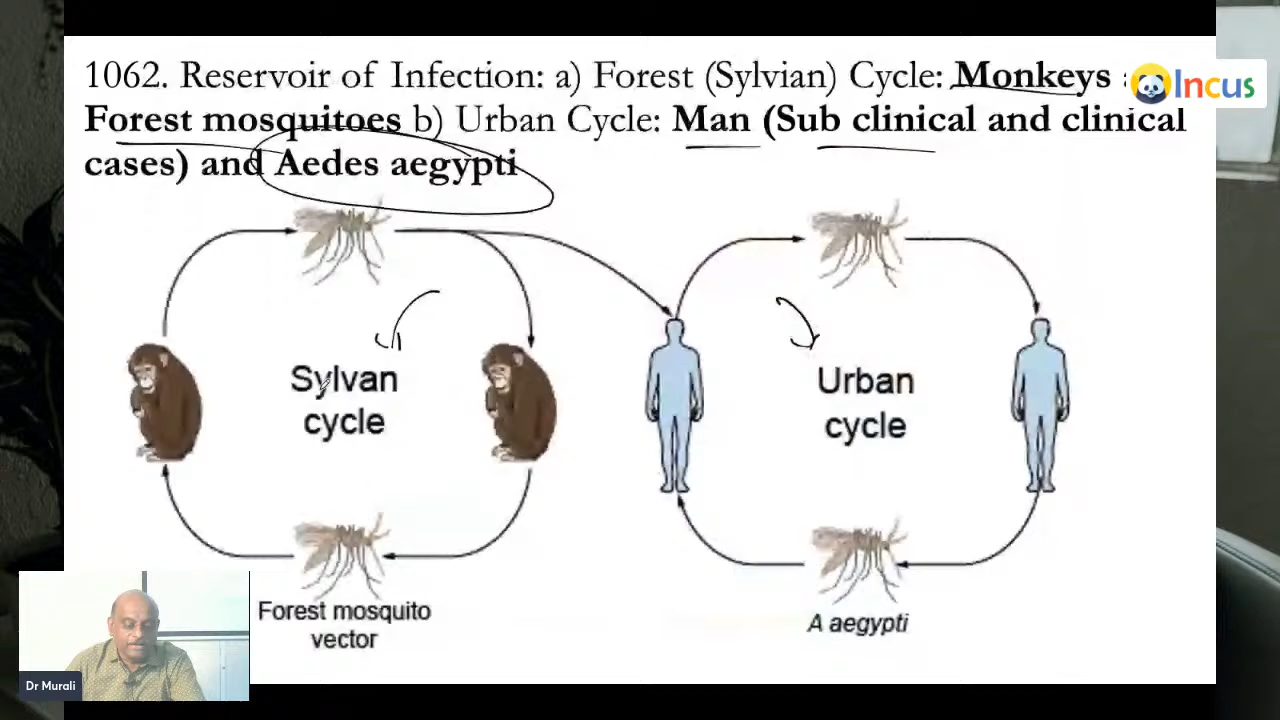 1062. Reservoir of Infection: a) Forest (Sylvian) Cycle: Monkeys
Incus
Forest mosquitoes b) Urban Cycle: Man (Sub clinical and clinical
cases) and Aedes aegypti
Sylvan
cycle
Urban
cycle
Forest mosquito
vector
A aegypti
Dr Murali